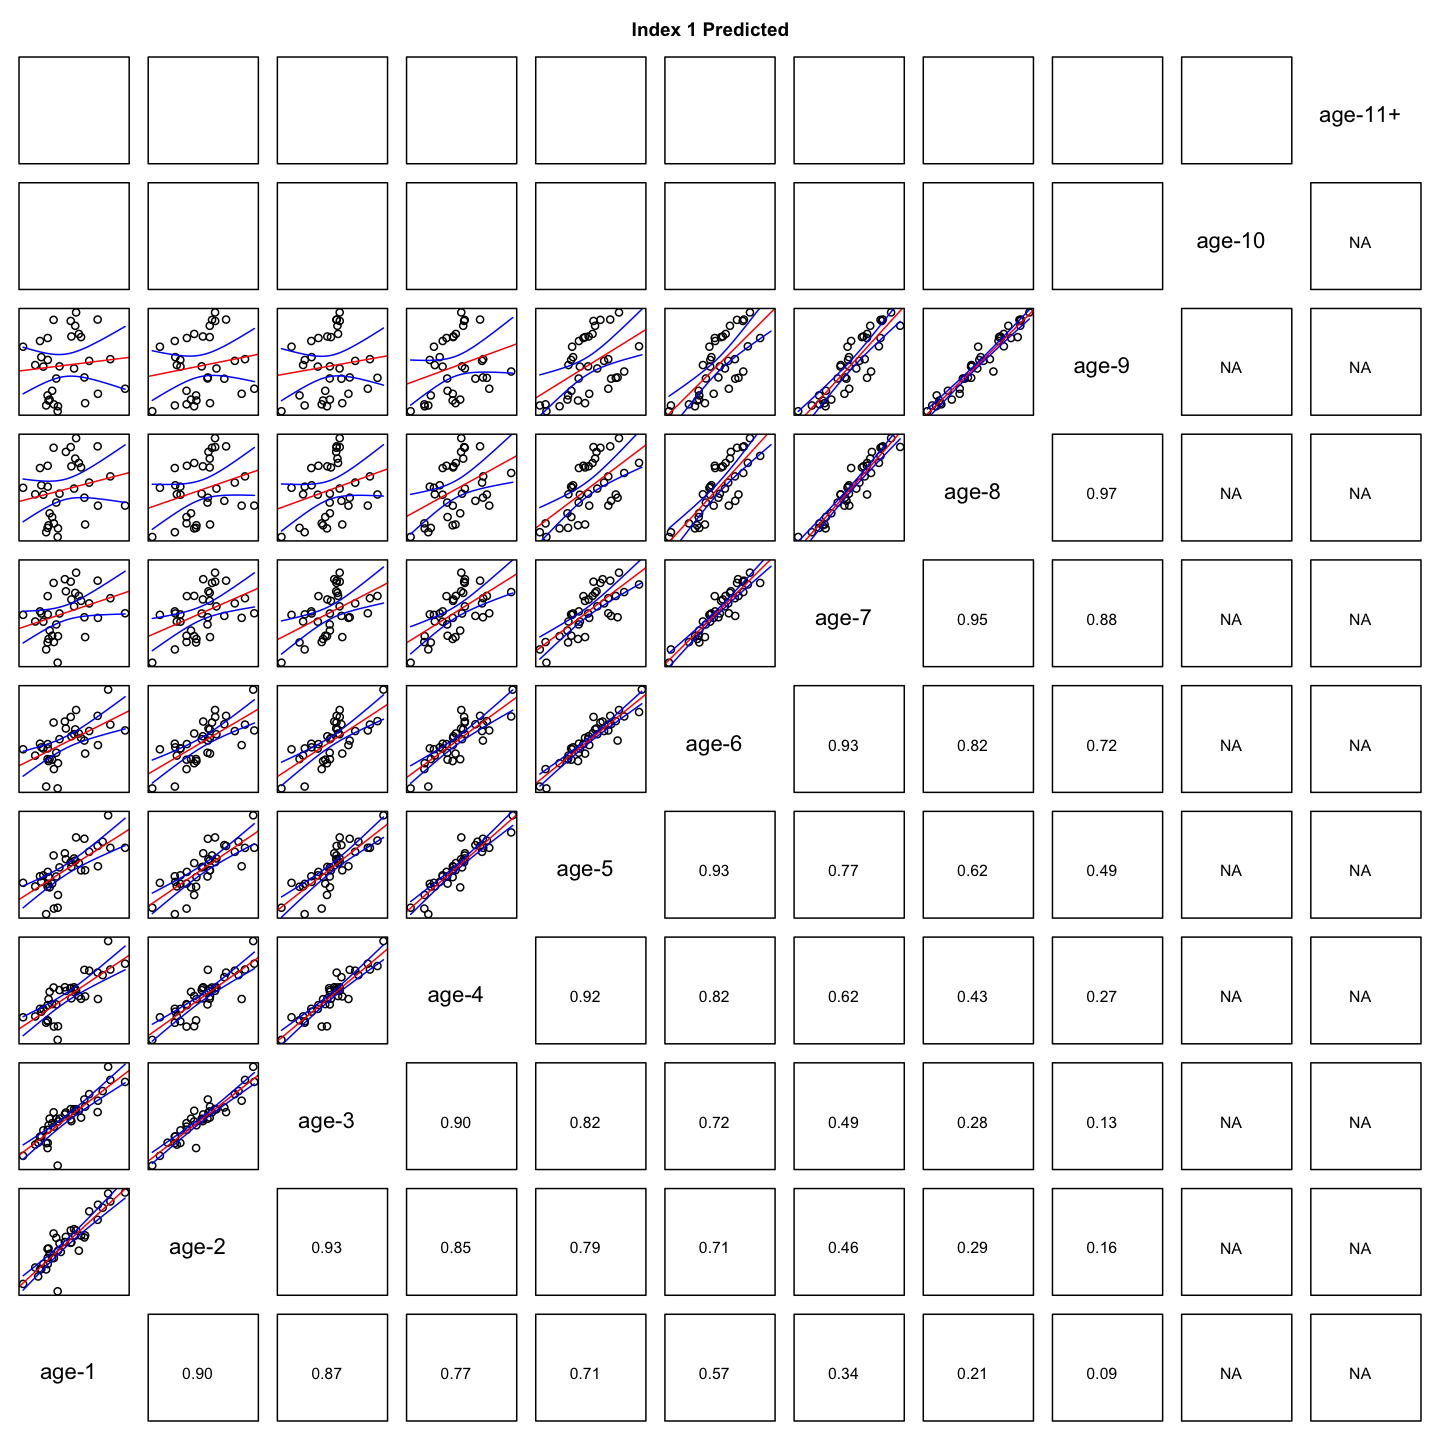 Index 1 Predicted
age-11+
age-10 NA
age-9 NA NA
age-8 0.97 NA NA
age-7 0.95 0.88 NA NA
age-6 0.93 0.82 0.72 NA NA
age-5 0.93 0.77 0.62 0.49 NA NA
age-4 0.92 0.82 0.62 0.43 0.27 NA NA
age-3 0.90 0.82 0.72 0.49 0.28 0.13 NA NA
age-2 0.93 0.85 0.79 0.71 0.46 0.29 0.16 NA NA
age-1 0.90 0.87 0.77 0.71 0.57 0.34 0.21 0.09 NA NA